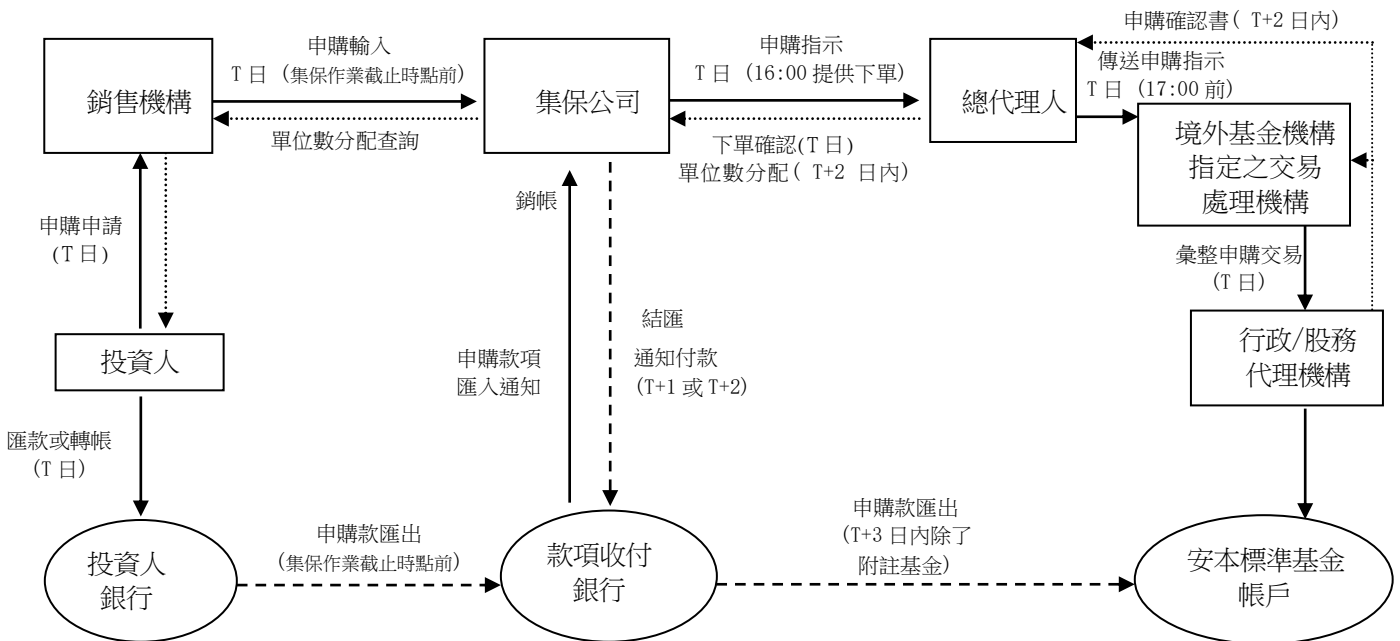 申購確認書( T+2 日內)
申購輸入
T 日 (集保作業截止時點前)
申購指示
T 日 (16:00 提供下單)
傳送申購指示
T 日 (17:00 前)
銷售機構
集保公司
總代理人
單位數分配查詢
下單確認(T 日)
單位數分配( T+2 日內)
境外基金機構
指定之交易
處理機構
銷帳
申購申請
(T 日)
彙整申購交易
(T 日)
結匯
通知付款
(T+1 或 T+2)
申購款項
匯入通知
投資人
行政/股務
代理機構
匯款或轉帳
(T 日)
申購款匯出
(集保作業截止時點前)
申購款匯出
(T+3 日內除了
附註基金)
投資人
銀行
款項收付
銀行
安本標準基金
帳戶